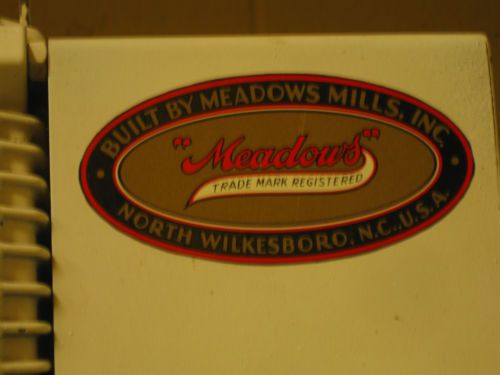 BUILT BY MEADOWS MILLS, INC.
"Meadows"
TRADE MARK REGISTERED
NORTH WILKESBORO, N.C., U.S.A.